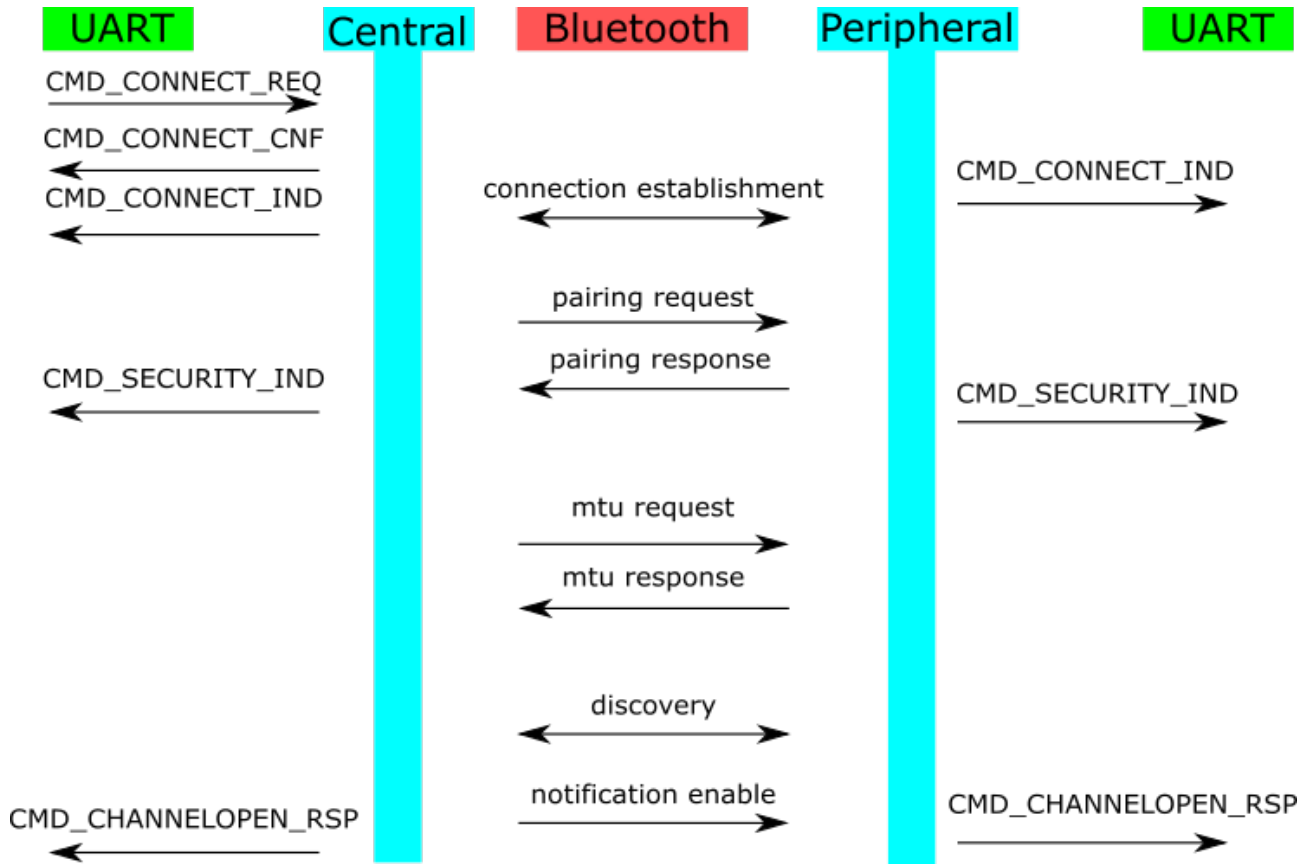 UART
Central
Bluetooth
Peripheral
UART
CMD_CONNECT_REQ
CMD_CONNECT_CNF
CMD_CONNECT_IND
connection establishment
CMD_CONNECT_IND
pairing request
pairing response
CMD_SECURITY_IND
CMD_SECURITY_IND
mtu request
mtu response
discovery
notification enable
CMD_CHANNELOPEN_RSP
CMD_CHANNELOPEN_RSP